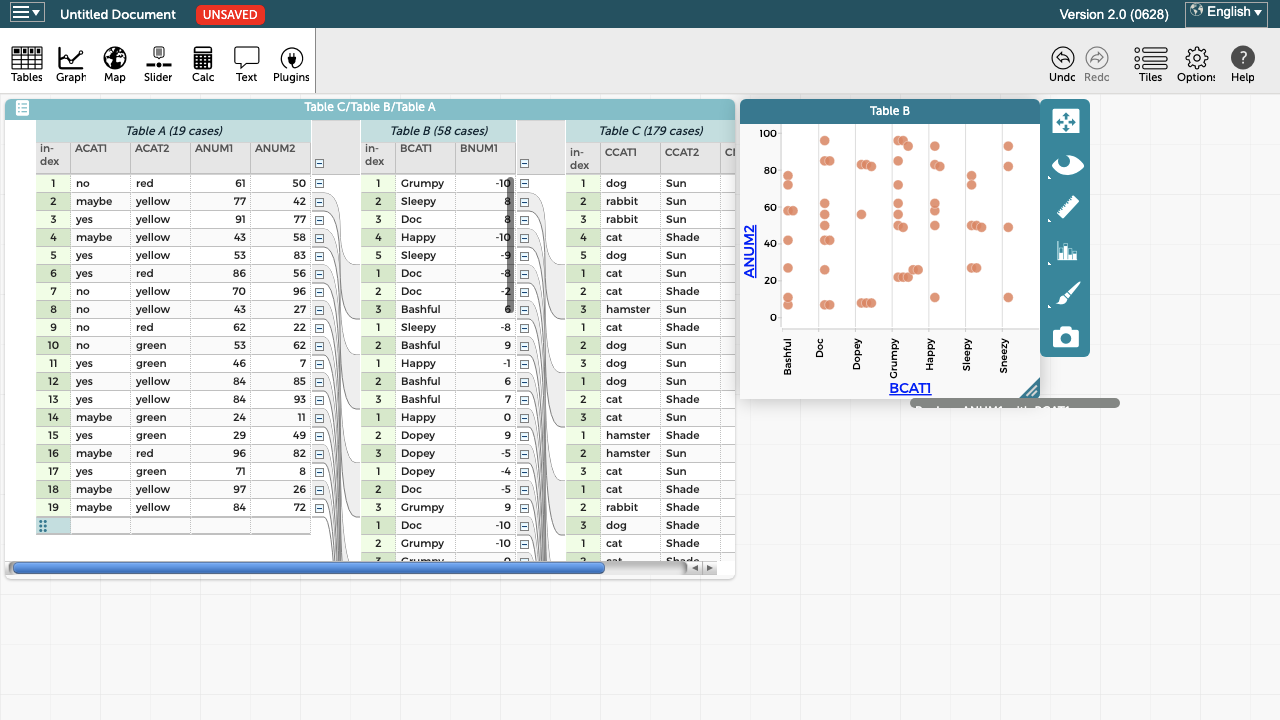 Untitled Document UNSAVED Version 2.0 (0628) English
Tables Graph Map Slider Calc Text Plugins Undo Redo Tiles Options Help
Table C/Table B/Table A
Table A (19 cases) Table B (58 cases) Table C (179 cases)
in-dex ACAT1 ACAT2 ANUM1 ANUM2 in-dex BCAT1 BNUM1 in-dex CCAT1 CCAT2
1 no red 61 50 1 Grumpy -10 1 dog Sun
2 maybe yellow 77 42 2 Sleepy 8 2 rabbit Sun
3 yes yellow 91 77 3 Doc 8 3 rabbit Sun
4 maybe yellow 43 58 4 Happy -10 4 cat Shade
5 yes yellow 53 83 5 Sleepy -9 5 dog Sun
6 yes red 86 56 1 Doc -8 1 cat Sun
7 no yellow 70 96 2 Doc -2 2 cat Shade
8 no yellow 43 27 3 Bashful 6 3 hamster Sun
9 no red 62 22 1 Sleepy -8 1 cat Shade
10 no green 53 62 2 Bashful 9 2 dog Sun
11 yes green 46 7 1 Happy -1 3 dog Sun
12 yes yellow 84 85 2 Bashful 6 1 dog Sun
13 yes yellow 84 93 3 Bashful 7 2 cat Shade
14 maybe green 24 11 1 Happy 0 3 cat Sun
15 yes green 29 49 2 Dopey 9 1 hamster Shade
16 maybe red 96 82 3 Dopey -5 2 hamster Sun
17 yes green 71 8 1 Dopey -4 3 cat Sun
18 maybe yellow 97 26 2 Doc -5 1 cat Shade
19 maybe yellow 84 72 3 Grumpy 9 2 rabbit Shade
1 Doc -10 3 dog Shade
2 Grumpy -10 1 cat Shade
3 Grumpy 0 2 cat Shade
Table B
100
80
60
40
20
0
ANUM2
Bashful Doc Dopey Grumpy Happy Sleepy Sneezy
BCAT1